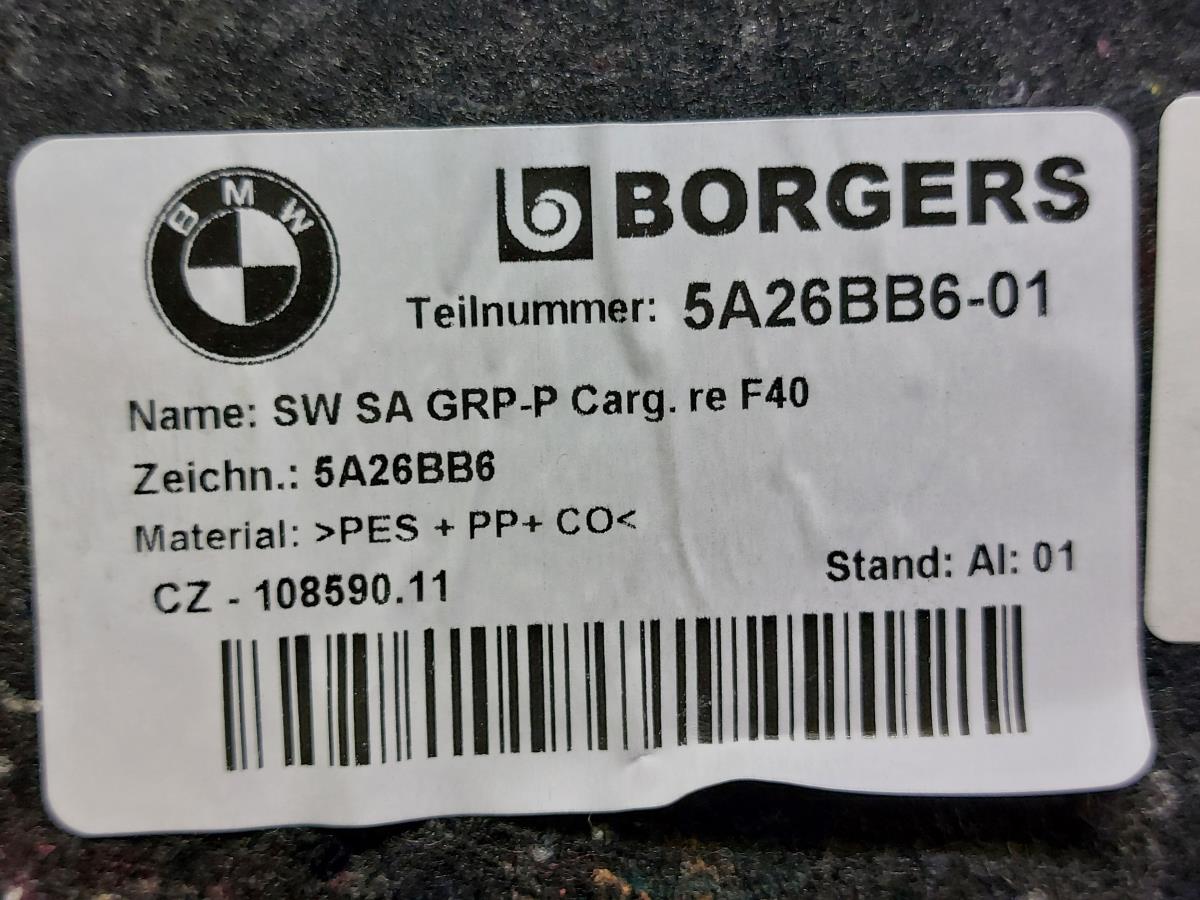 BMW
BORGERS
Teilnummer: 5A26BB6-01
Name: SW SA GRP-P Carg. re F40
Zeichn.: 5A26BB6
Material: >PES + PP+ CO<
Stand: AI: 01
CZ - 108590.11